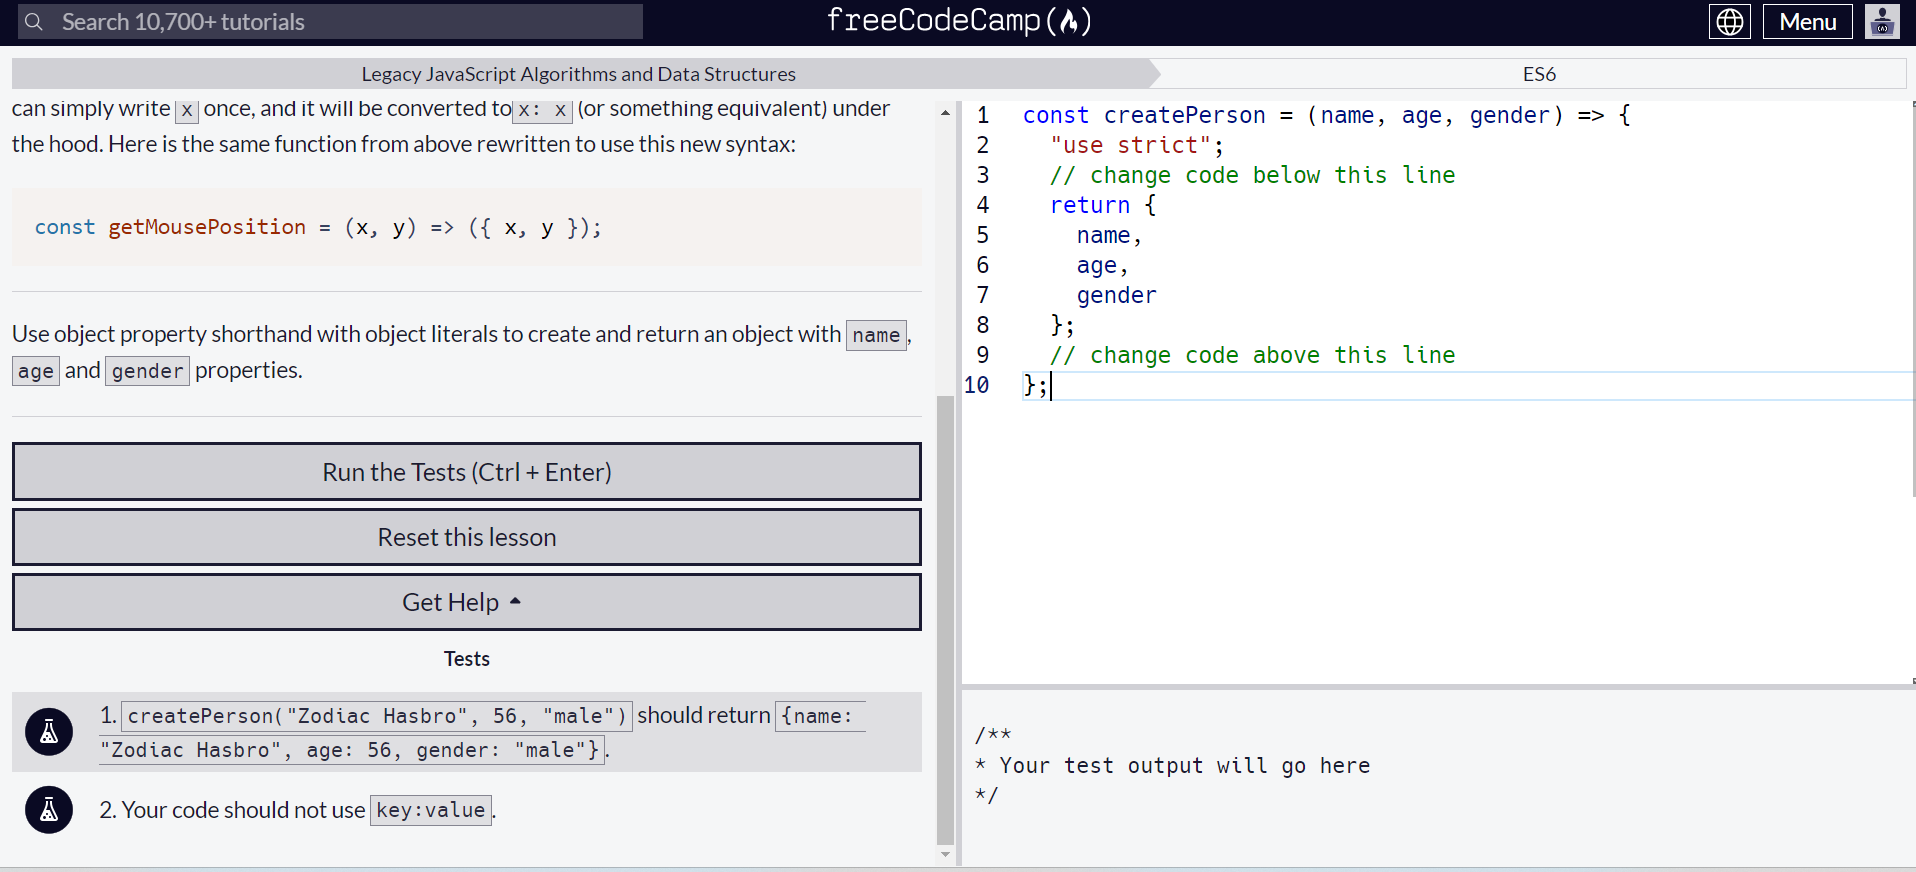 Search 10,700+ tutorials
freeCodeCamp
Menu
Legacy JavaScript Algorithms and Data Structures
ES6
can simply write x once, and it will be converted to x: x (or something equivalent) under
the hood. Here is the same function from above rewritten to use this new syntax:
const getMousePosition = (x, y) => ({ x, y });
Use object property shorthand with object literals to create and return an object with name,
age and gender properties.
Run the Tests (Ctrl + Enter)
Reset this lesson
Get Help
Tests
1. createPerson("Zodiac Hasbro", 56, "male") should return {name:
"Zodiac Hasbro", age: 56, gender: "male"}.
2. Your code should not use key:value.
1 const createPerson = (name, age, gender) => {
2 "use strict";
3 // change code below this line
4 return {
5 name,
6 age,
7 gender
8 };
9 // change code above this line
10 };
/**
* Your test output will go here
*/